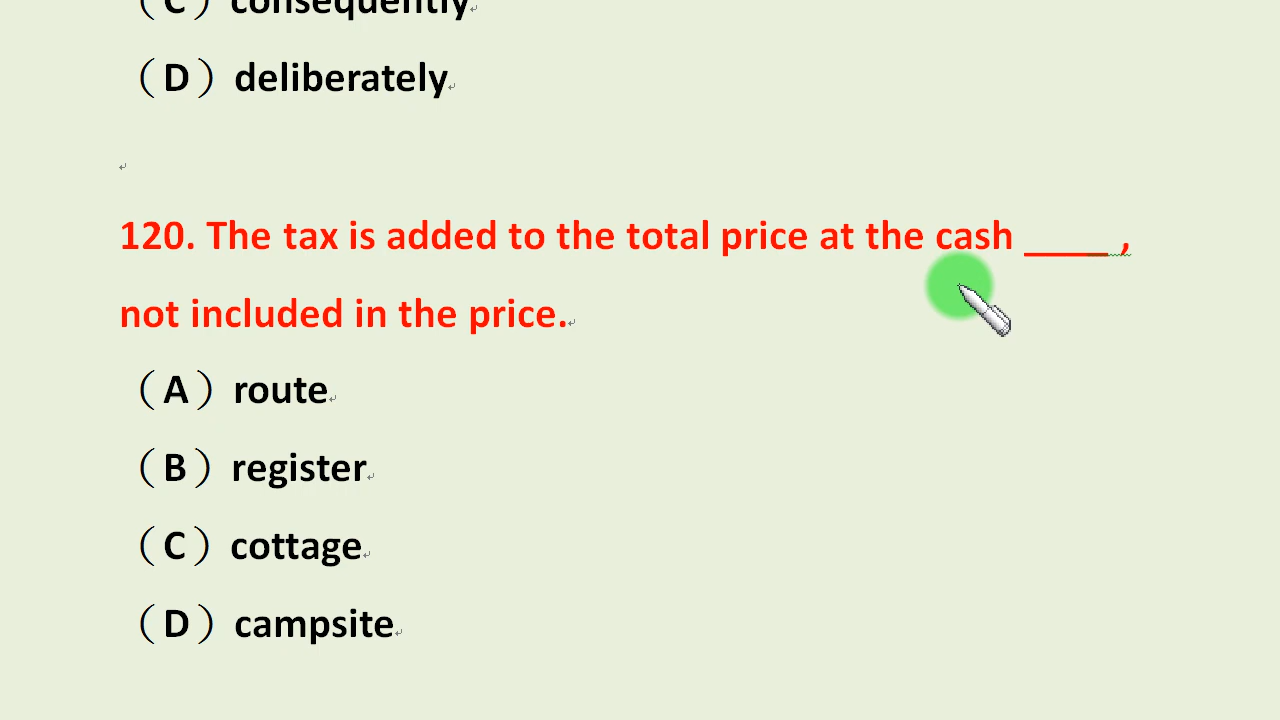 （C）consequently
（D）deliberately
120. The tax is added to the total price at the cash ____ ,
not included in the price.
（A）route
（B）register
（C）cottage
（D）campsite